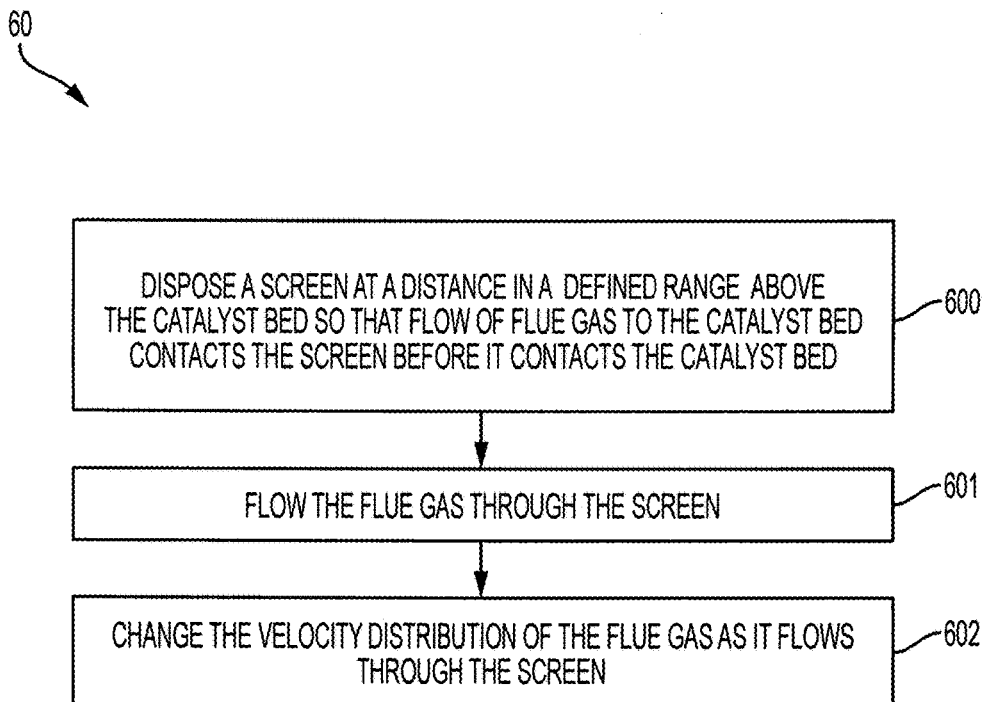 60
DISPOSE A SCREEN AT A DISTANCE IN A DEFINED RANGE ABOVE
THE CATALYST BED SO THAT FLOW OF FLUE GAS TO THE CATALYST BED
CONTACTS THE SCREEN BEFORE IT CONTACTS THE CATALYST BED
600
FLOW THE FLUE GAS THROUGH THE SCREEN
601
CHANGE THE VELOCITY DISTRIBUTION OF THE FLUE GAS AS IT FLOWS
THROUGH THE SCREEN
602